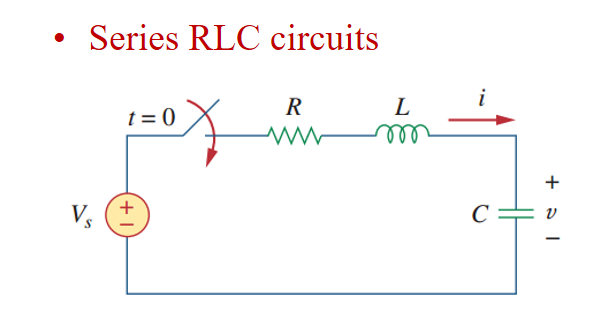 • Series RLC circuits
t = 0
R
L
i
V_s
+
−
C
+
v
−